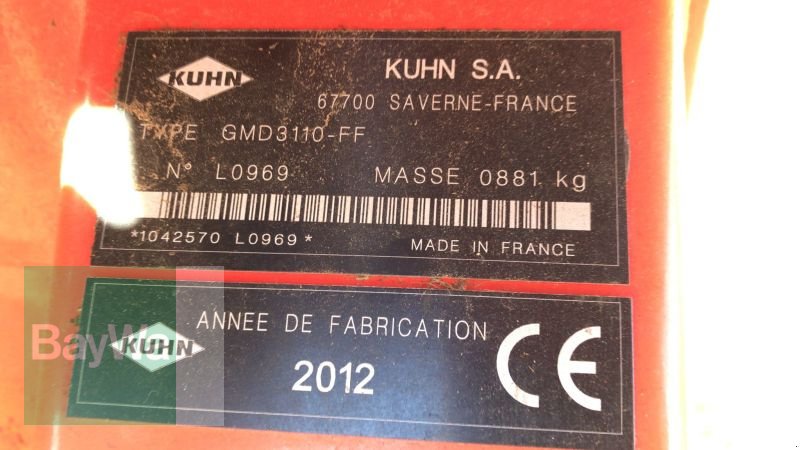 KUHN
KUHN S.A.
67700 SAVERNE-FRANCE
TYPE GMD3110-FF
N° L0969 MASSE 0881 kg
*1042570 L0969*
MADE IN FRANCE
BayWa
KUHN
ANNEE DE FABRICATION
2012
CE